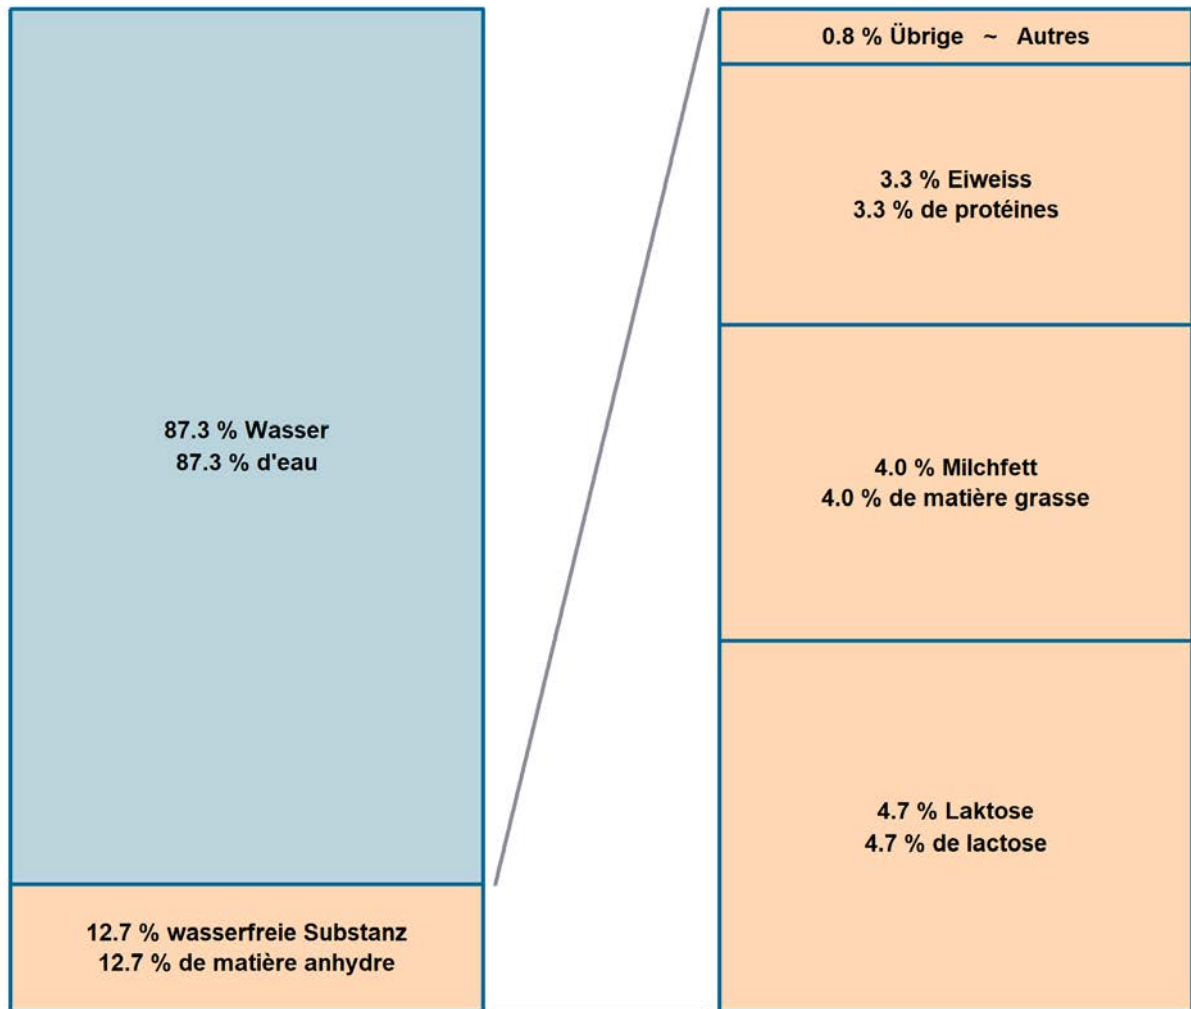 87.3 % Wasser
87.3 % d'eau
12.7 % wasserfreie Substanz
12.7 % de matière anhydre
0.8 % Übrige ~ Autres
3.3 % Eiweiss
3.3 % de protéines
4.0 % Milchfett
4.0 % de matière grasse
4.7 % Laktose
4.7 % de lactose